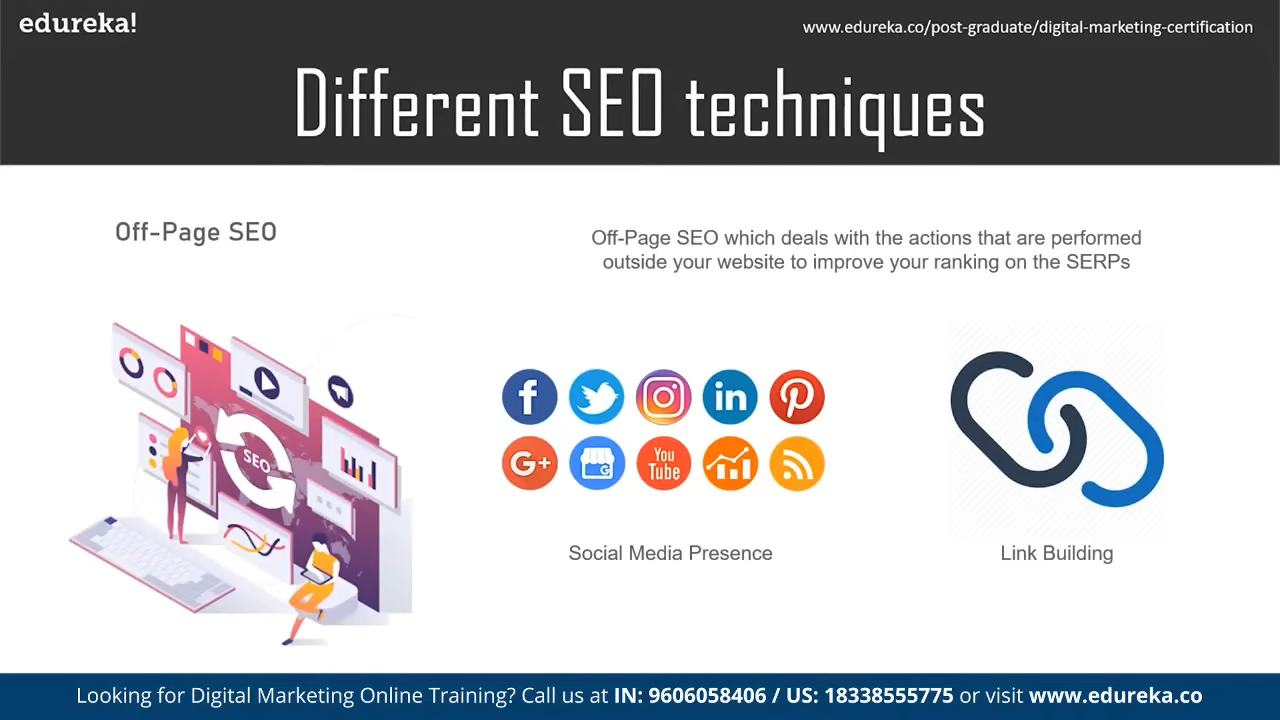 edureka!
www.edureka.co/post-graduate/digital-marketing-certification
Different SEO techniques
Off-Page SEO
Off-Page SEO which deals with the actions that are performed
outside your website to improve your ranking on the SERPs
SEO
f
in
G+
G
You
Tube
Social Media Presence
Link Building
Looking for Digital Marketing Online Training? Call us at IN: 9606058406 / US: 18338555775 or visit www.edureka.co